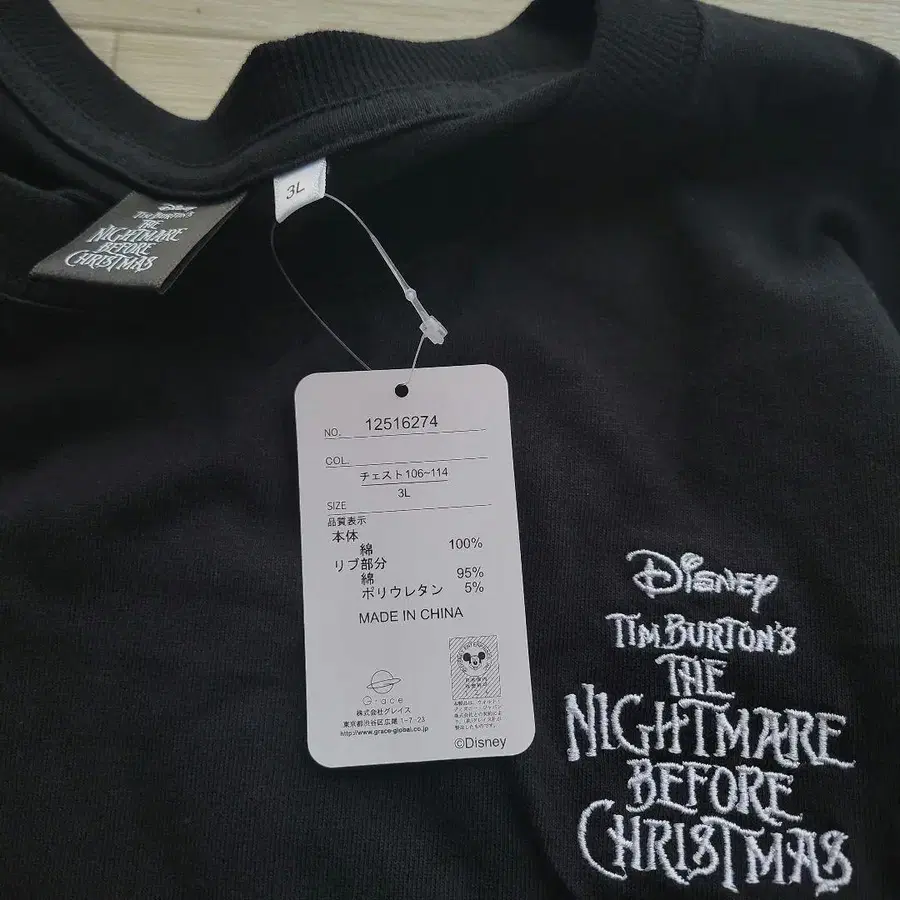 3L
Disney
TIM BURTON'S
THE
NIGHTMARE
BEFORE
CHRISTMAS
NO. 12516274
COL.
チェスト106~114
3L
SIZE
品質表示
本体
綿 100%
リブ部分
綿 95%
ポリウレタン 5%
MADE IN CHINA
Grace
株式会社グレイス
東京都渋谷区広尾 1-7-23
http://www.grace-global.co.jp
©Disney
DISNEY
TIM BURTON'S
THE
NIGHTMARE
BEFORE
CHRISTMAS